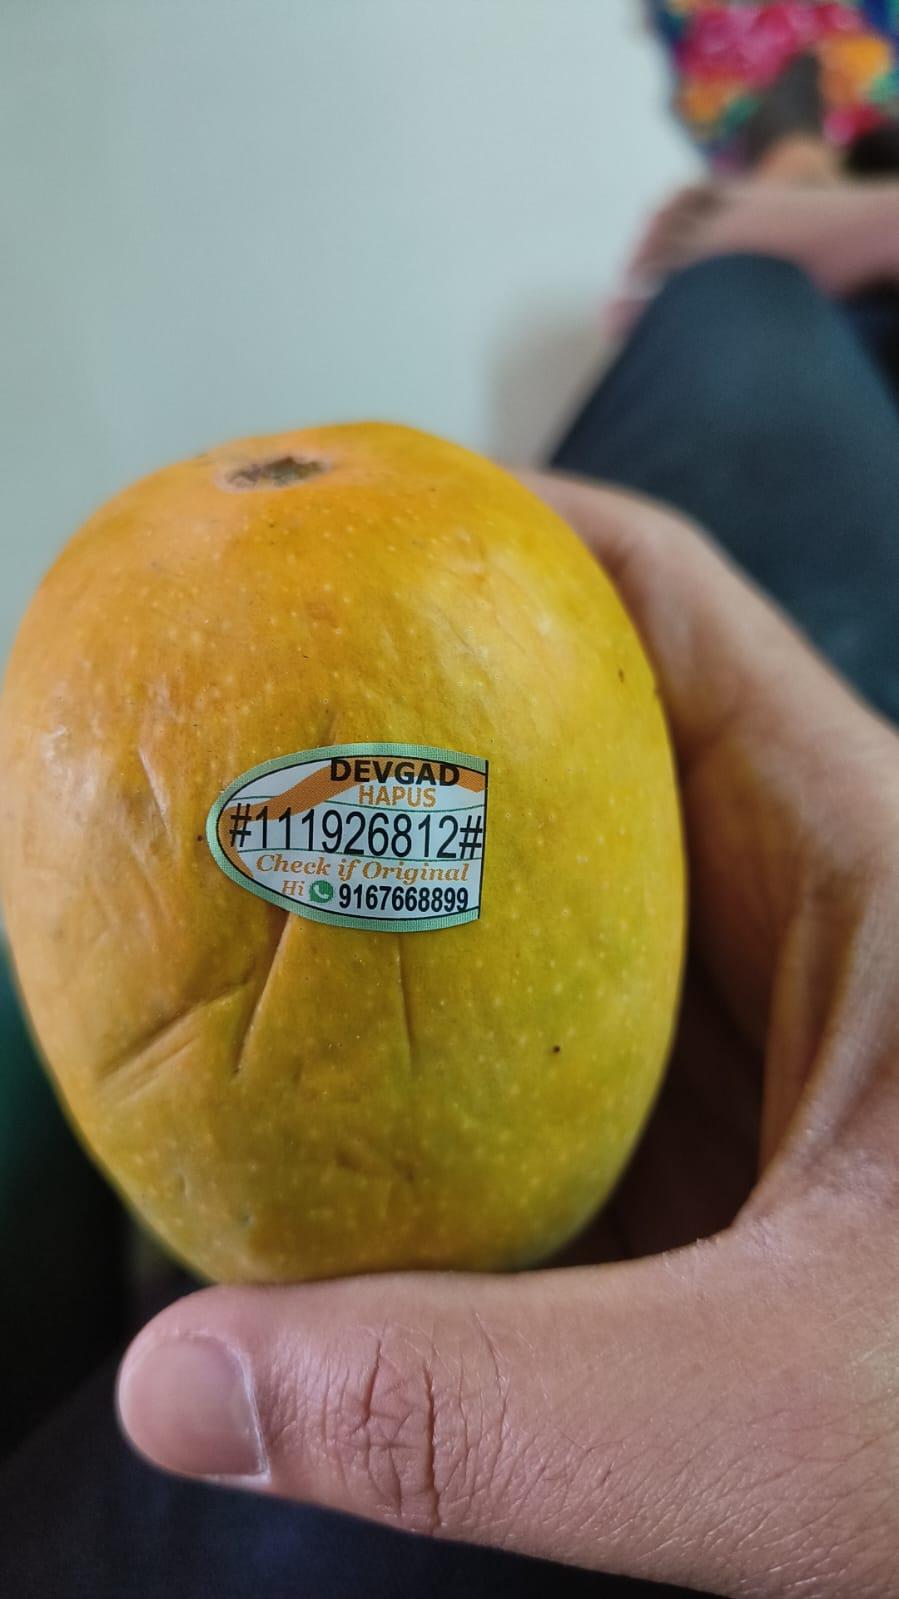 DEVGAD
HAPUS
#111926812#
Check if Original
Hi 9167668899